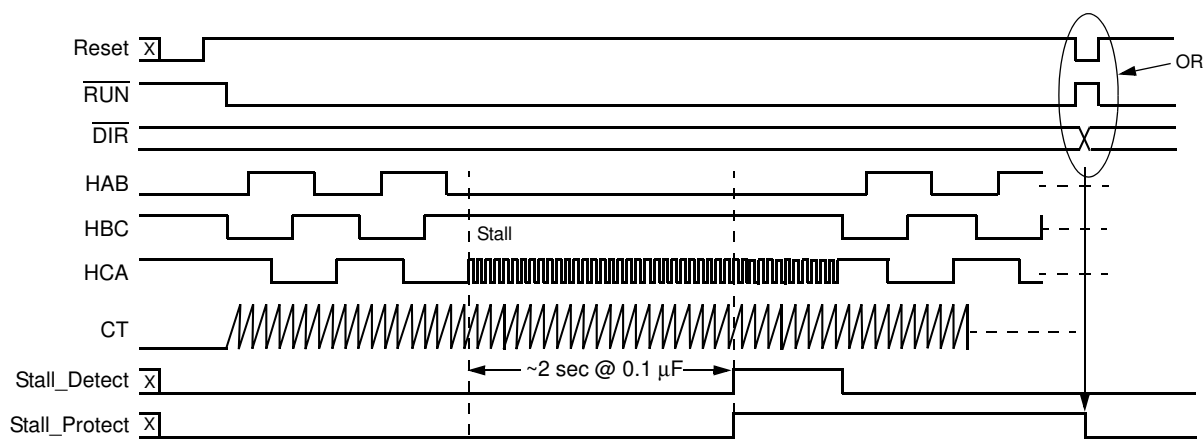 Reset X
OR
RUN
DIR
HAB
HBC
Stall
HCA
CT
~2 sec @ 0.1 μF
Stall_Detect X
Stall_Protect X